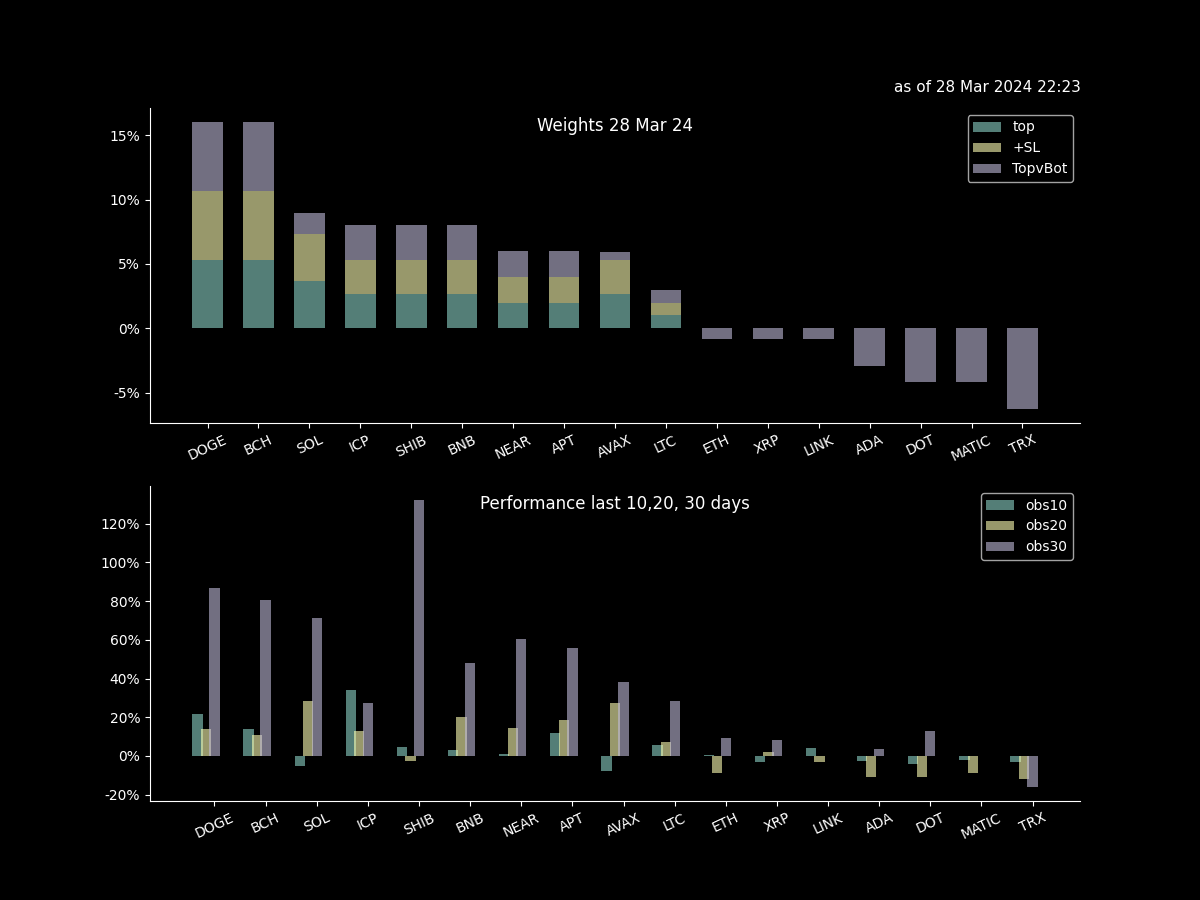 as of 28 Mar 2024 22:23
Weights 28 Mar 24
top
+SL
TopvBot
15%
10%
5%
0%
-5%
DOGE BCH SOL ICP SHIB BNB NEAR APT AVAX LTC ETH XRP LINK ADA DOT MATIC TRX
Performance last 10,20, 30 days
obs10
obs20
obs30
120%
100%
80%
60%
40%
20%
0%
-20%
DOGE BCH SOL ICP SHIB BNB NEAR APT AVAX LTC ETH XRP LINK ADA DOT MATIC TRX